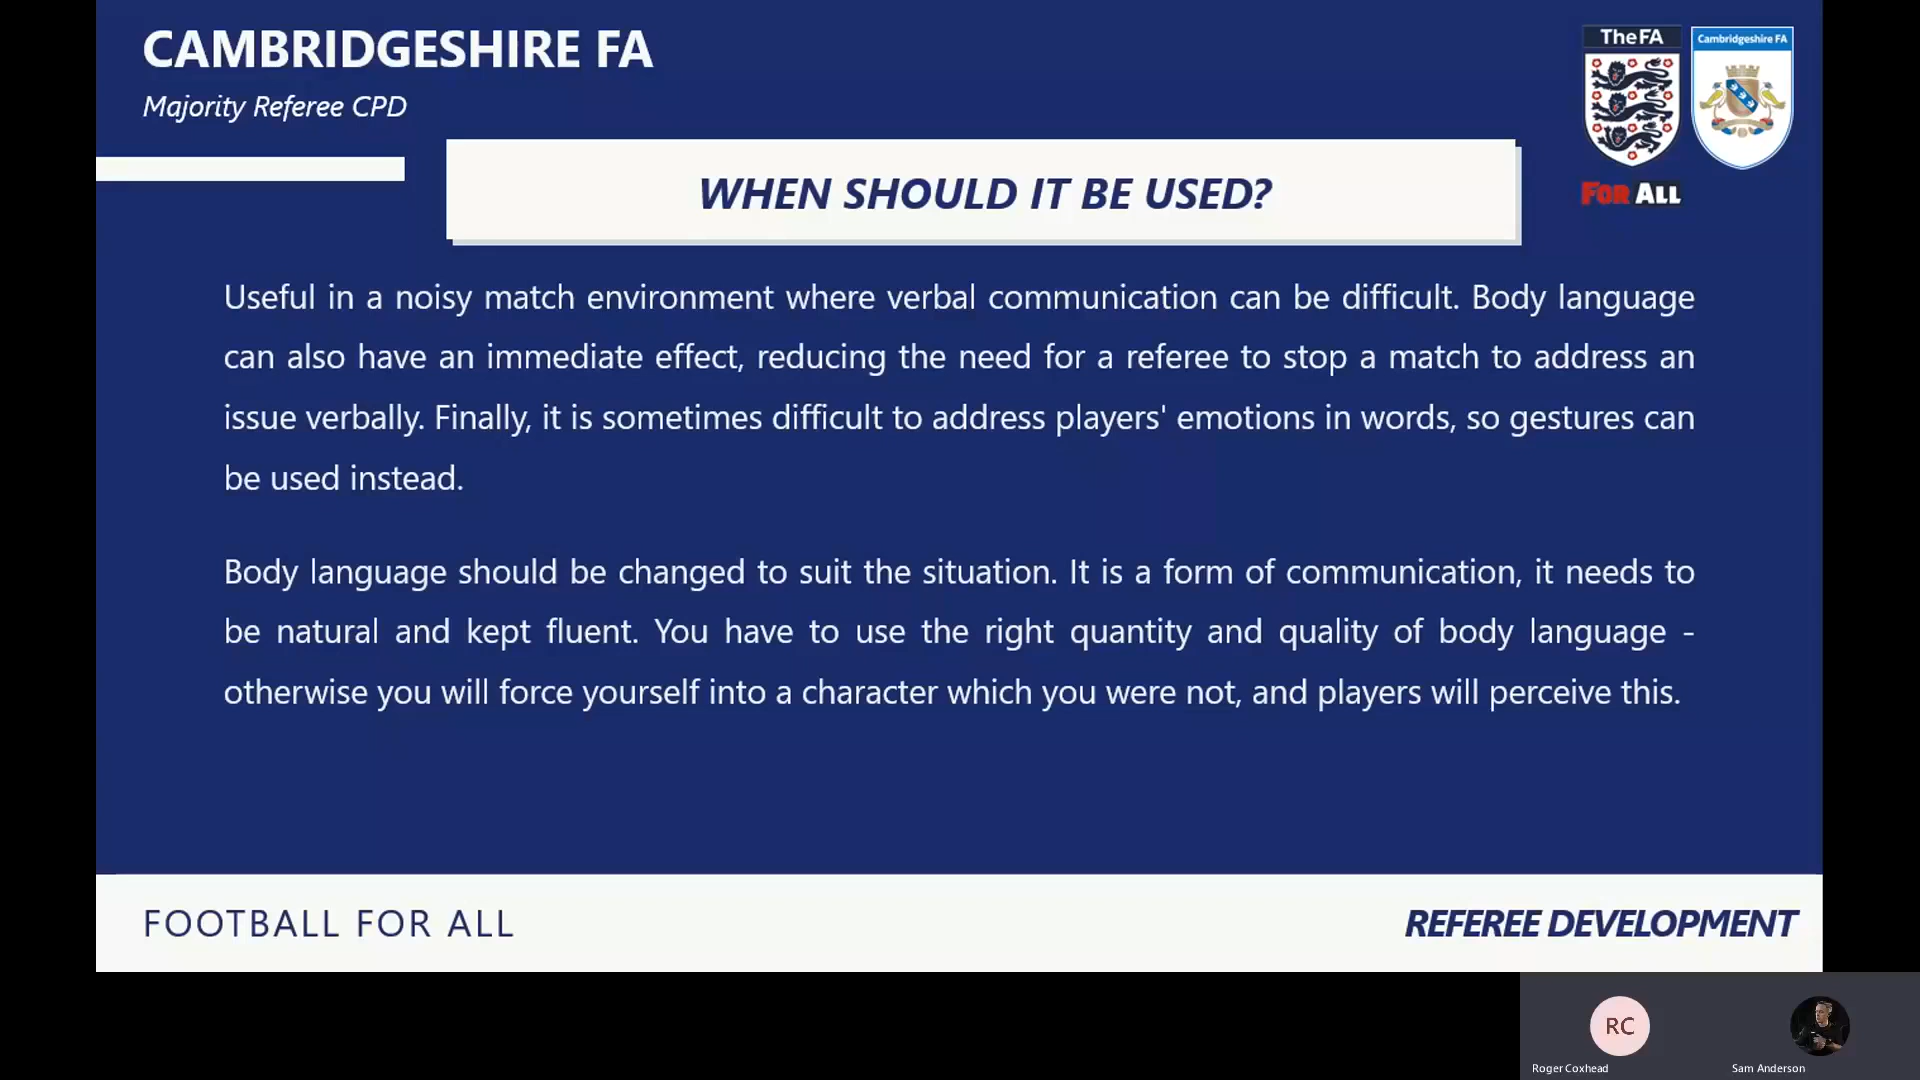 CAMBRIDGESHIRE FA
Majority Referee CPD
TheFA
Cambridgeshire FA
FOR ALL
WHEN SHOULD IT BE USED?
Useful in a noisy match environment where verbal communication can be difficult. Body language
can also have an immediate effect, reducing the need for a referee to stop a match to address an
issue verbally. Finally, it is sometimes difficult to address players' emotions in words, so gestures can
be used instead.
Body language should be changed to suit the situation. It is a form of communication, it needs to
be natural and kept fluent. You have to use the right quantity and quality of body language -
otherwise you will force yourself into a character which you were not, and players will perceive this.
FOOTBALL FOR ALL
REFEREE DEVELOPMENT
RC
Roger Coxhead
Sam Anderson